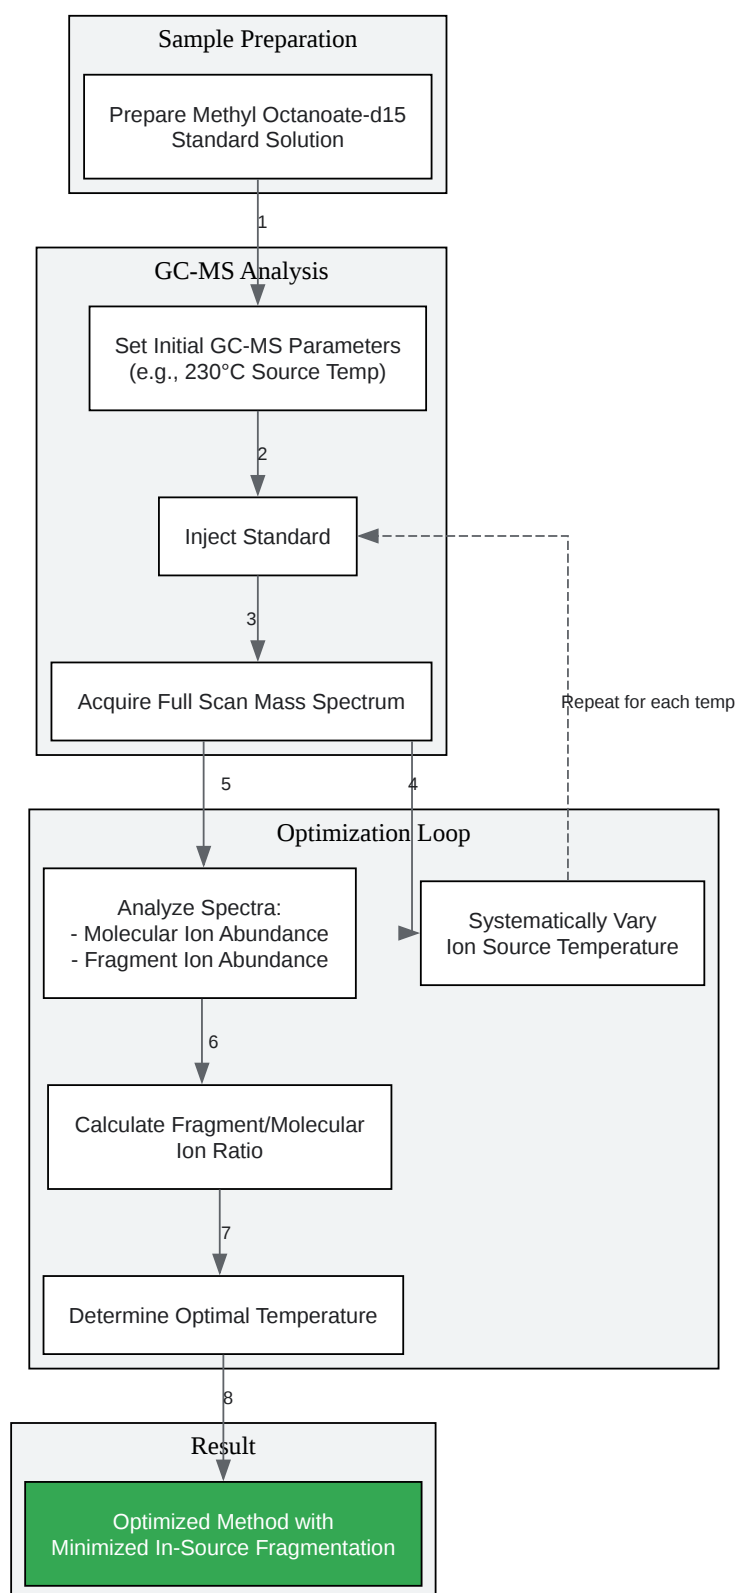 Sample Preparation
Prepare Methyl Octanoate-d15
Standard Solution
1
GC-MS Analysis
Set Initial GC-MS Parameters
(e.g., 230°C Source Temp)
2
Inject Standard
3
Acquire Full Scan Mass Spectrum
Repeat for each temp
5
4
Optimization Loop
Analyze Spectra:
- Molecular Ion Abundance
- Fragment Ion Abundance
Systematically Vary
Ion Source Temperature
6
Calculate Fragment/Molecular
Ion Ratio
7
Determine Optimal Temperature
8
Result
Optimized Method with
Minimized In-Source Fragmentation